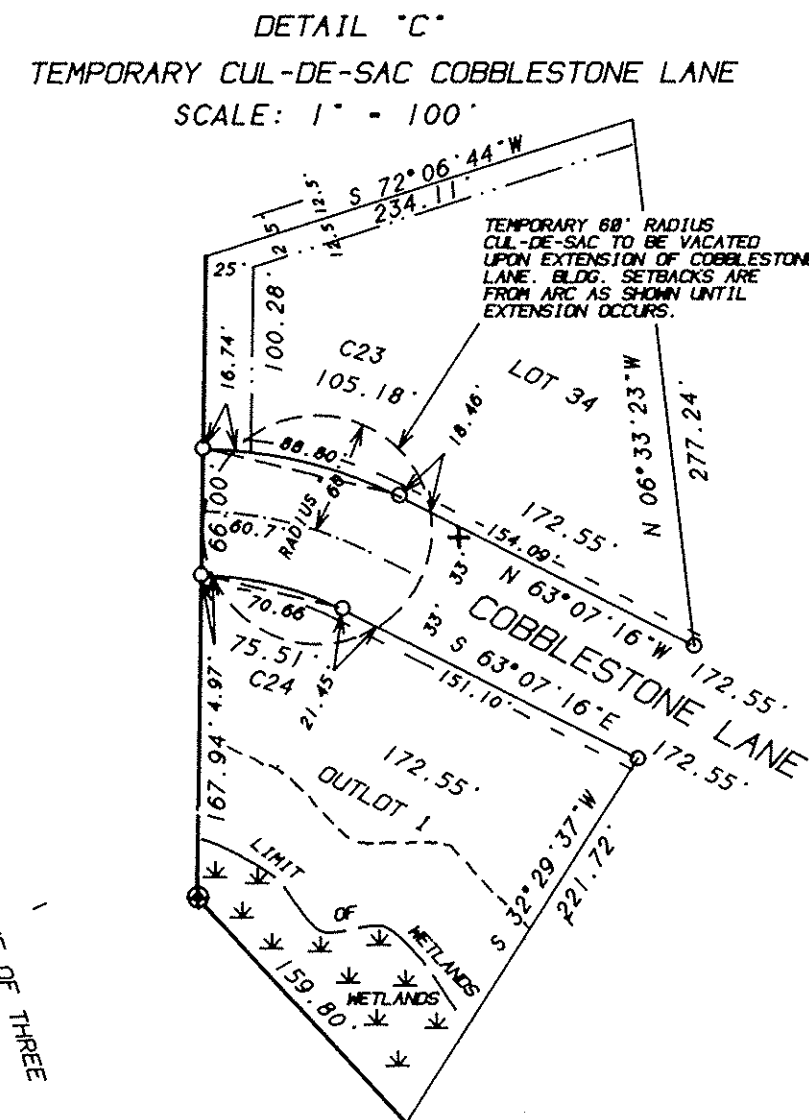 DETAIL "C"
TEMPORARY CUL-DE-SAC COBBLESTONE LANE
SCALE: 1" - 100'
S 72°06'44"W
234.11'
12.5'
2.5'
12.5'
25'
TEMPORARY 60' RADIUS
CUL-DE-SAC TO BE VACATED
UPON EXTENSION OF COBBLESTONE
LANE. BLDG. SETBACKS ARE
FROM ARC AS SHOWN UNTIL
EXTENSION OCCURS.
100.28'
16.74'
C23
105.18'
LOT 34
N 06°33'23"W
277.24'
18.46'
88.80'
66.00'
60.7'
RADIUS
60'
172.55'
154.09'
N 63°07'16"W
172.55'
33'
33'
COBBLESTONE LANE
70.66
75.51'
C24
S 63°07'16"E
151.10'
172.55'
21.45'
4.97'
167.94'
172.55'
OUTLOT 1
S 32°29'37"W
221.72'
LIMIT
OF
WETLANDS
WETLANDS
159.80'
OF THREE